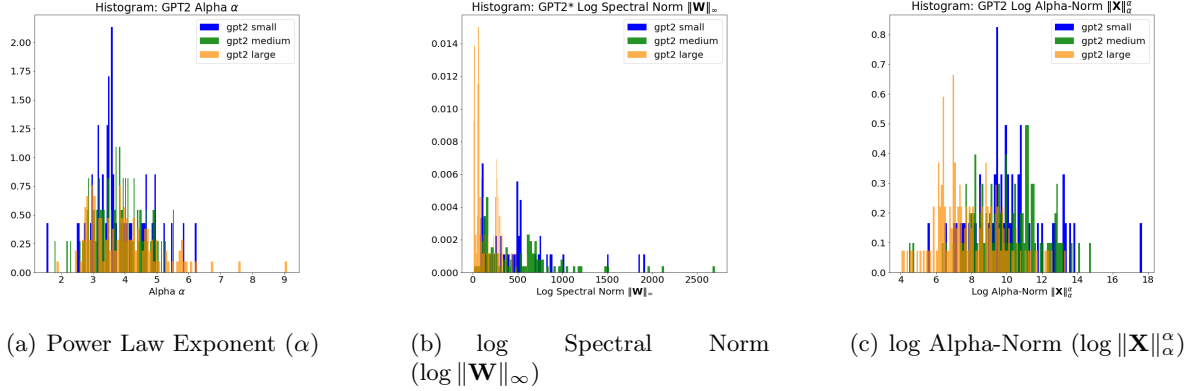 Histogram: GPT2 Alpha α
gpt2 small
gpt2 medium
gpt2 large
2.00
1.75
1.50
1.25
1.00
0.75
0.50
0.25
0.00
2 3 4 5 6 7 8 9
Alpha α
Histogram: GPT2* Log Spectral Norm ‖W‖∞
gpt2 small
gpt2 medium
gpt2 large
0.014
0.012
0.010
0.008
0.006
0.004
0.002
0.000
0 500 1000 1500 2000 2500
Log Spectral Norm ‖W‖∞
Histogram: GPT2 Log Alpha-Norm ‖X‖αα
gpt2 small
gpt2 medium
gpt2 large
0.8
0.7
0.6
0.5
0.4
0.3
0.2
0.1
0.0
4 6 8 10 12 14 16 18
Log Alpha-Norm ‖X‖αα
(a) Power Law Exponent (α)
(b) log Spectral Norm
(log ‖W‖∞)
(c) log Alpha-Norm (log ‖X‖αα)